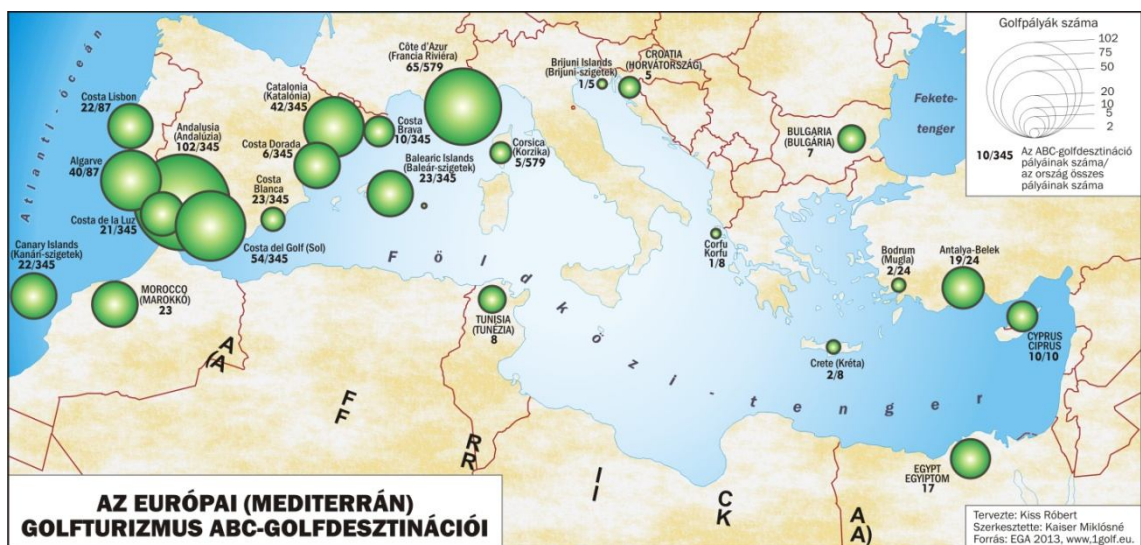 Atlanti-óceán
Costa Lisbon
22/87
Algarve
40/87
Andalusia
(Andalúzia)
102/345
Costa de la Luz
21/345
Canary Islands
(Kanári-szigetek)
22/345
MOROCCO
(MAROKKÓ)
23
Catalonia
(Katalónia)
42/345
Costa Dorada
6/345
Costa
Blanca
23/345
Costa del Golf (Sol)
54/345
Côte d'Azur
(Francia Riviéra)
65/579
Costa
Brava
10/345
Balearic Islands
(Baleár-szigetek)
23/345
Corsica
(Korzika)
5/579
Brijuni Islands
(Brijuni-szigetek)
1/5
CROATIA
(HORVÁTORSZÁG)
5
BULGARIA
(BULGÁRIA)
7
Fekete-
tenger
Golfpályák száma
102
75
50
20
10
5
2
10/345
Az ABC-golfdesztináció
pályáinak száma/
az ország összes
pályáinak száma
Földközi-tenger
TUNISIA
(TUNÉZIA)
8
Corfu
Korfu
1/8
Bodrum
(Mugla)
2/24
Antalya-Belek
19/24
CYPRUS
CIPRUS
10/10
Crete (Kréta)
2/8
EGYPT
EGYIPTOM
17
AFRICA
(AFRIKA)
AZ EURÓPAI (MEDITERRÁN)
GOLFTURIZMUS ABC-GOLFDESZTINÁCIÓI
Tervezte: Kiss Róbert
Szerkesztette: Kaiser Miklósné
Forrás: EGA 2013, www,1golf.eu.